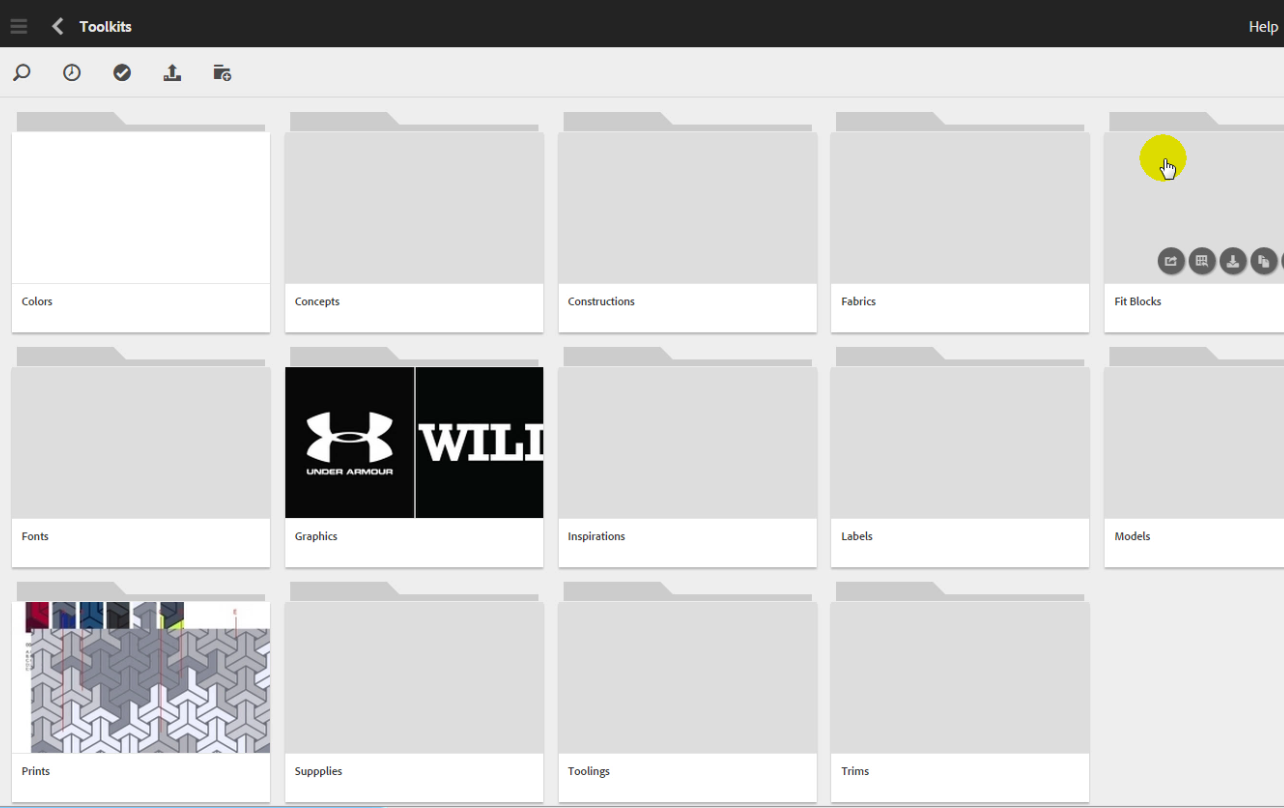 Toolkits
Help
Colors
Concepts
Constructions
Fabrics
Fit Blocks
UNDER ARMOUR
WILL
Fonts
Graphics
Inspirations
Labels
Models
Prints
Suppplies
Toolings
Trims